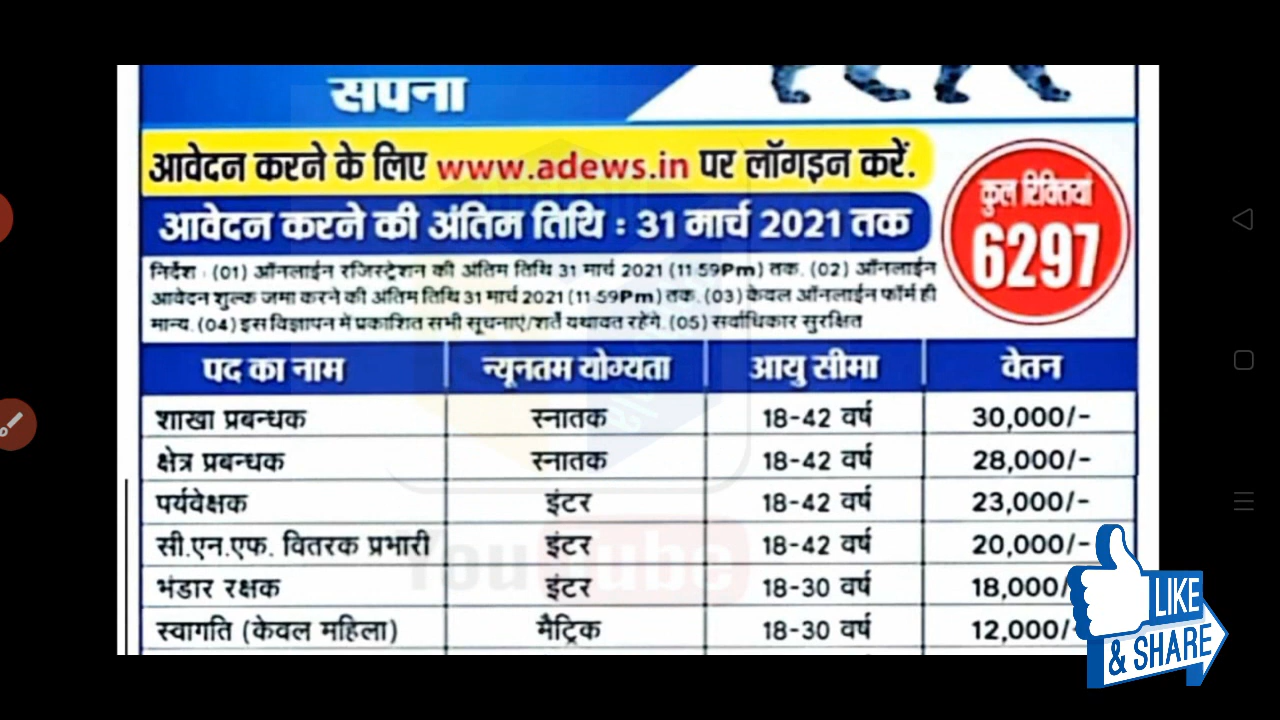 सपना
आवेदन करने के लिए www.adews.in पर लॉगइन करें.
आवेदन करने की अंतिम तिथि : 31 मार्च 2021 तक
कुल रिक्तियां
6297
निर्देश : (01) ऑनलाईन रजिस्ट्रेशन की अंतिम तिथि 31 मार्च 2021 (11:59Pm) तक. (02) ऑनलाईन
आवेदन शुल्क जमा करने की अंतिम तिथि 31 मार्च 2021 (11:59Pm) तक. (03) केवल ऑनलाईन फॉर्म ही
मान्य. (04) इस विज्ञापन में प्रकाशित सभी सूचनाएं/शर्तें यथावत रहेंगे. (05) सर्वाधिकार सुरक्षित
पद का नाम न्यूनतम योग्यता आयु सीमा वेतन
शाखा प्रबन्धक स्नातक 18-42 वर्ष 30,000/-
क्षेत्र प्रबन्धक स्नातक 18-42 वर्ष 28,000/-
पर्यवेक्षक इंटर 18-42 वर्ष 23,000/-
सी.एन.एफ. वितरक प्रभारी इंटर 18-42 वर्ष 20,000/-
भंडार रक्षक इंटर 18-30 वर्ष 18,000/
स्वागति (केवल महिला) मैट्रिक 18-30 वर्ष 12,000/-
YouTube
LIKE
& SHARE